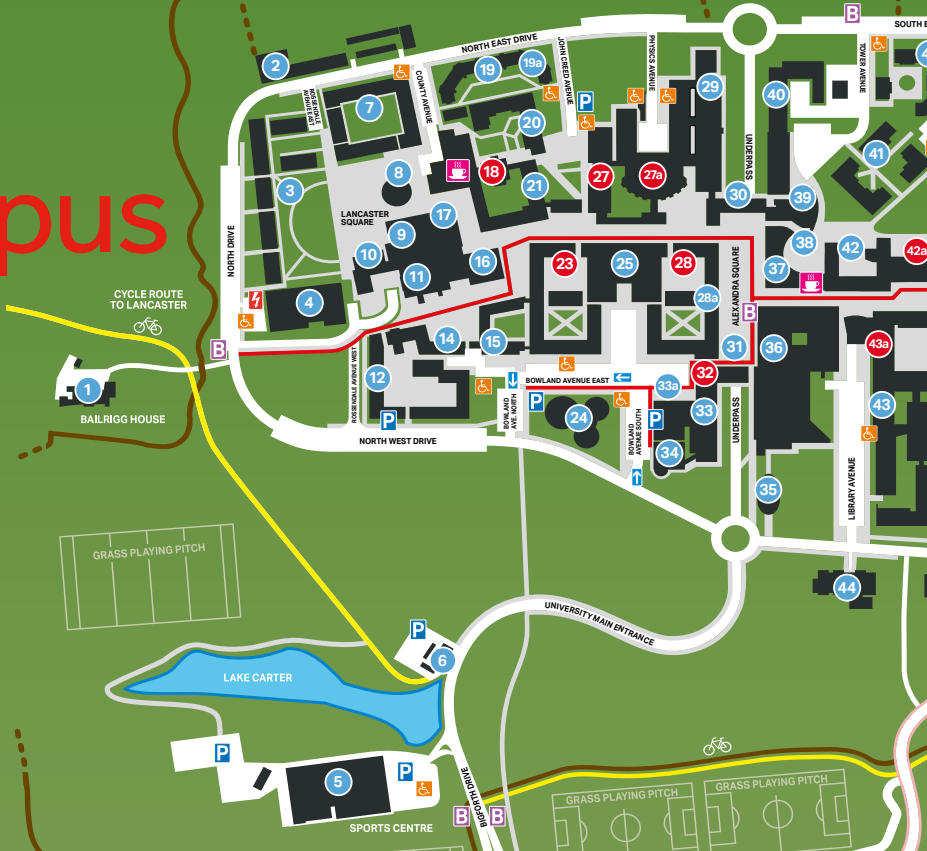 pus
B
SOUTH E
NORTH EAST DRIVE
2
19
19a
JOHN CREED AVENUE
PHYSICS AVENUE
TOWER AVENUE
COUNTY AVENUE
ROSSENDALE
AVENUE EAST
7
P
29
40
20
UNDERPASS
41
8
18
27
27a
3
21
30
39
LANCASTER
SQUARE
17
9
10
11
16
NORTH DRIVE
23
25
28
28a
ALEXANDRA SQUARE
38
37
42
42a
CYCLE ROUTE
TO LANCASTER
4
B
B
14
15
31
36
43a
1
BAILRIGG HOUSE
12
ROSSENDALE AVENUE WEST
P
BOWLAND AVENUE EAST
32
33a
P
BOWLAND
AVE. NORTH
24
BOWLAND
AVENUE SOUTH
P
33
UNDERPASS
43
NORTH WEST DRIVE
34
35
LIBRARY AVENUE
GRASS PLAYING PITCH
44
UNIVERSITY MAIN ENTRANCE
P
6
LAKE CARTER
P
5
P
SPORTS CENTRE
BIGFORTH DRIVE
B
B
GRASS PLAYING PITCH
GRASS PLAYING PITCH